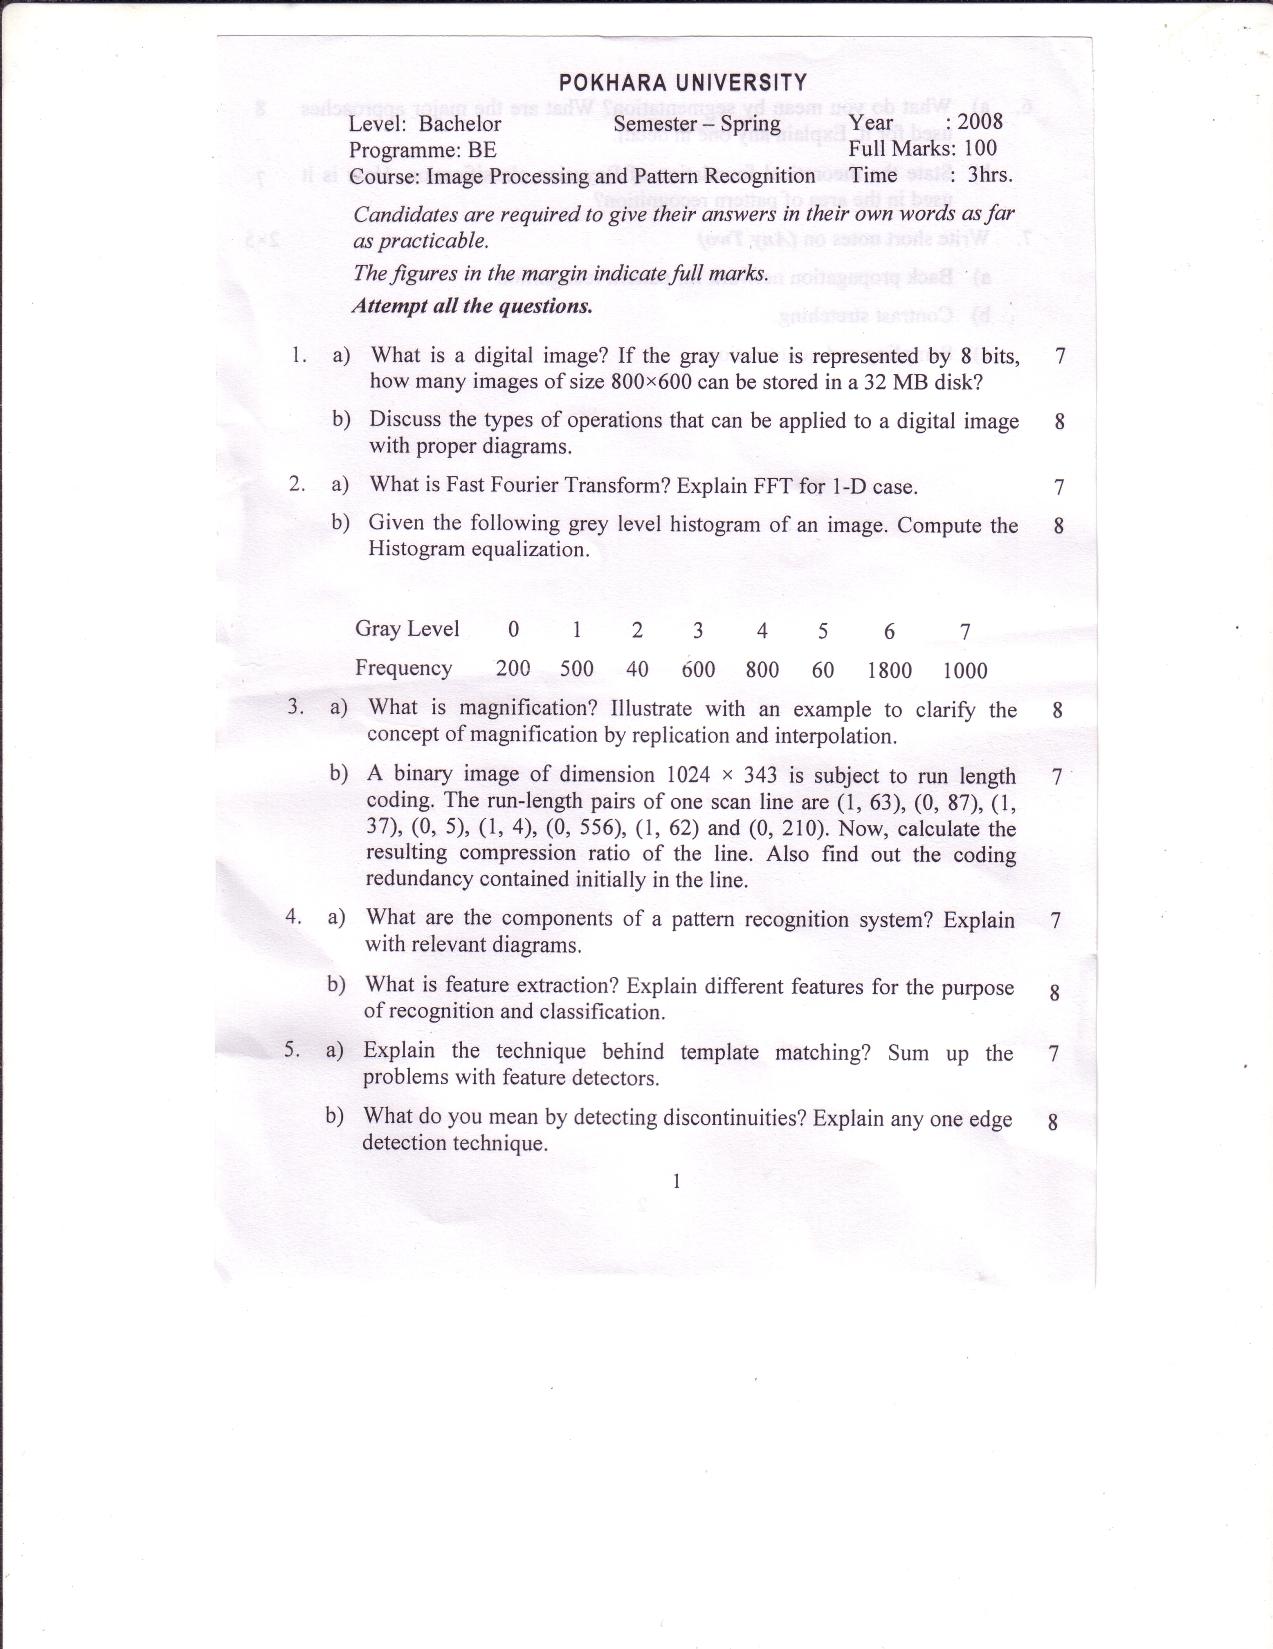 POKHARA UNIVERSITY
Level: Bachelor Semester – Spring Year : 2008
Programme: BE Full Marks: 100
Course: Image Processing and Pattern Recognition Time : 3hrs.
Candidates are required to give their answers in their own words as far
as practicable.
The figures in the margin indicate full marks.
Attempt all the questions.
1. a) What is a digital image? If the gray value is represented by 8 bits, 7
how many images of size 800×600 can be stored in a 32 MB disk?
b) Discuss the types of operations that can be applied to a digital image 8
with proper diagrams.
2. a) What is Fast Fourier Transform? Explain FFT for 1-D case. 7
b) Given the following grey level histogram of an image. Compute the 8
Histogram equalization.
Gray Level 0 1 2 3 4 5 6 7
Frequency 200 500 40 600 800 60 1800 1000
3. a) What is magnification? Illustrate with an example to clarify the 8
concept of magnification by replication and interpolation.
b) A binary image of dimension 1024 × 343 is subject to run length 7
coding. The run-length pairs of one scan line are (1, 63), (0, 87), (1,
37), (0, 5), (1, 4), (0, 556), (1, 62) and (0, 210). Now, calculate the
resulting compression ratio of the line. Also find out the coding
redundancy contained initially in the line.
4. a) What are the components of a pattern recognition system? Explain 7
with relevant diagrams.
b) What is feature extraction? Explain different features for the purpose 8
of recognition and classification.
5. a) Explain the technique behind template matching? Sum up the 7
problems with feature detectors.
b) What do you mean by detecting discontinuities? Explain any one edge 8
detection technique.
1